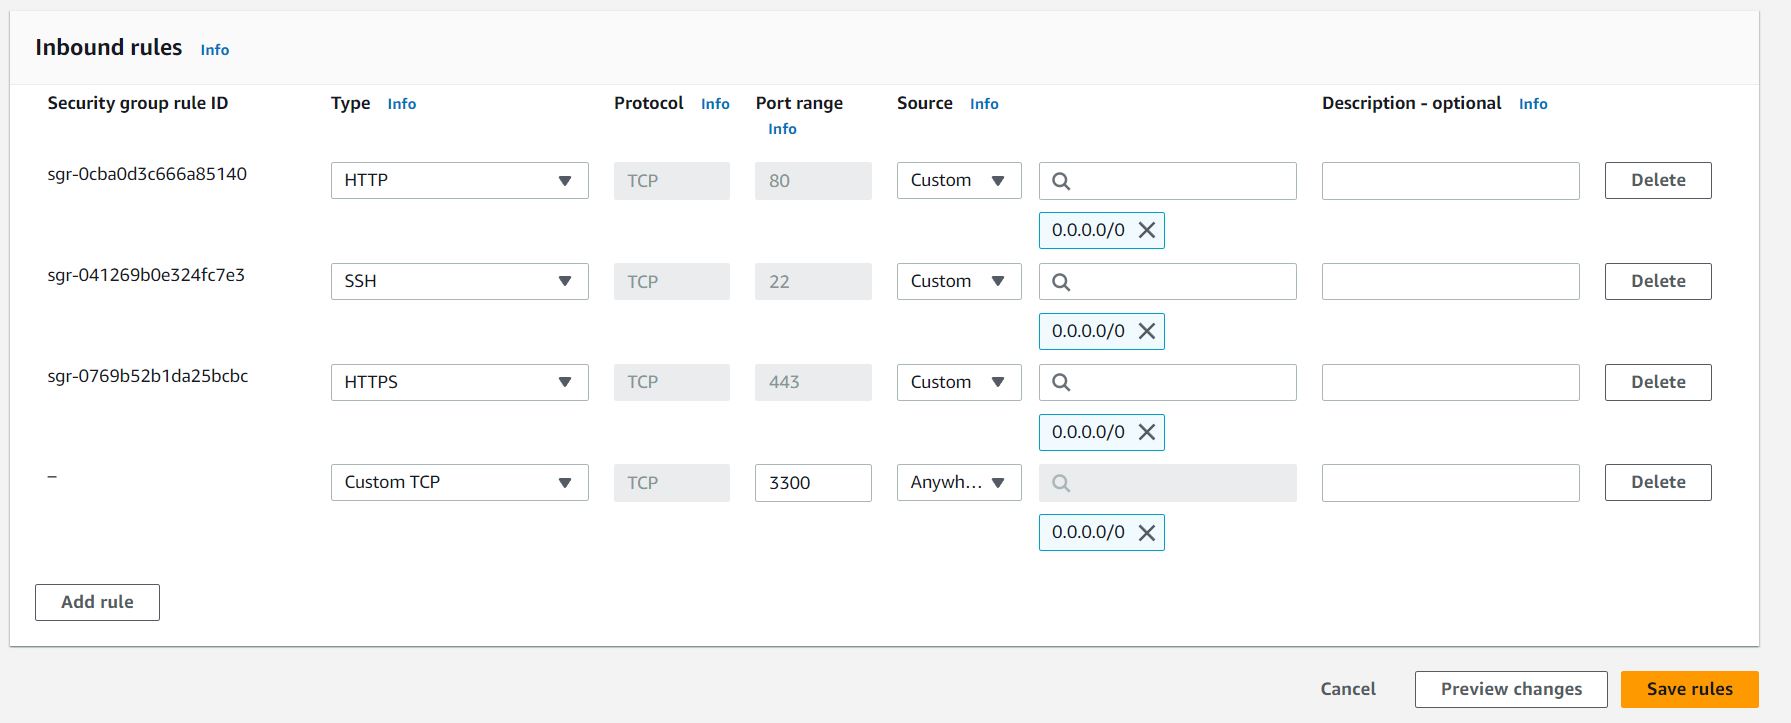 Inbound rules Info
Security group rule ID Type Info Protocol Info Port range Source Info Description - optional Info
Info
sgr-0cba0d3c666a85140 HTTP TCP 80 Custom Delete
0.0.0.0/0
sgr-041269b0e324fc7e3 SSH TCP 22 Custom Delete
0.0.0.0/0
sgr-0769b52b1da25bcbc HTTPS TCP 443 Custom Delete
0.0.0.0/0
– Custom TCP TCP 3300 Anywh... Delete
0.0.0.0/0
Add rule
Cancel Preview changes Save rules